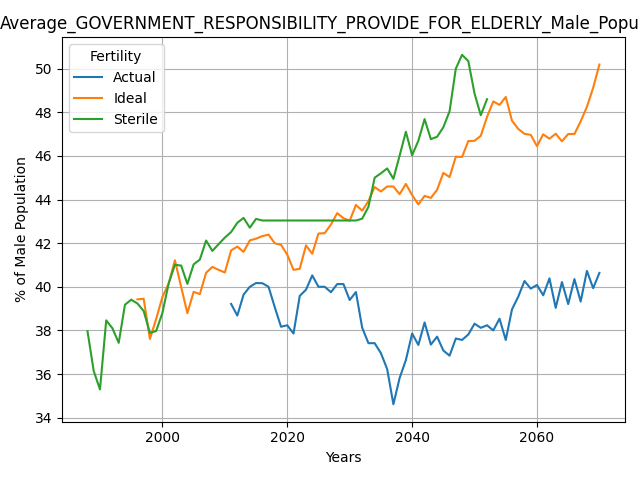 Average_GOVERNMENT_RESPONSIBILITY_PROVIDE_FOR_ELDERLY_Male_Popu
Fertility
Actual
Ideal
Sterile
% of Male Population
50
48
46
44
42
40
38
36
34
2000 2020 2040 2060
Years